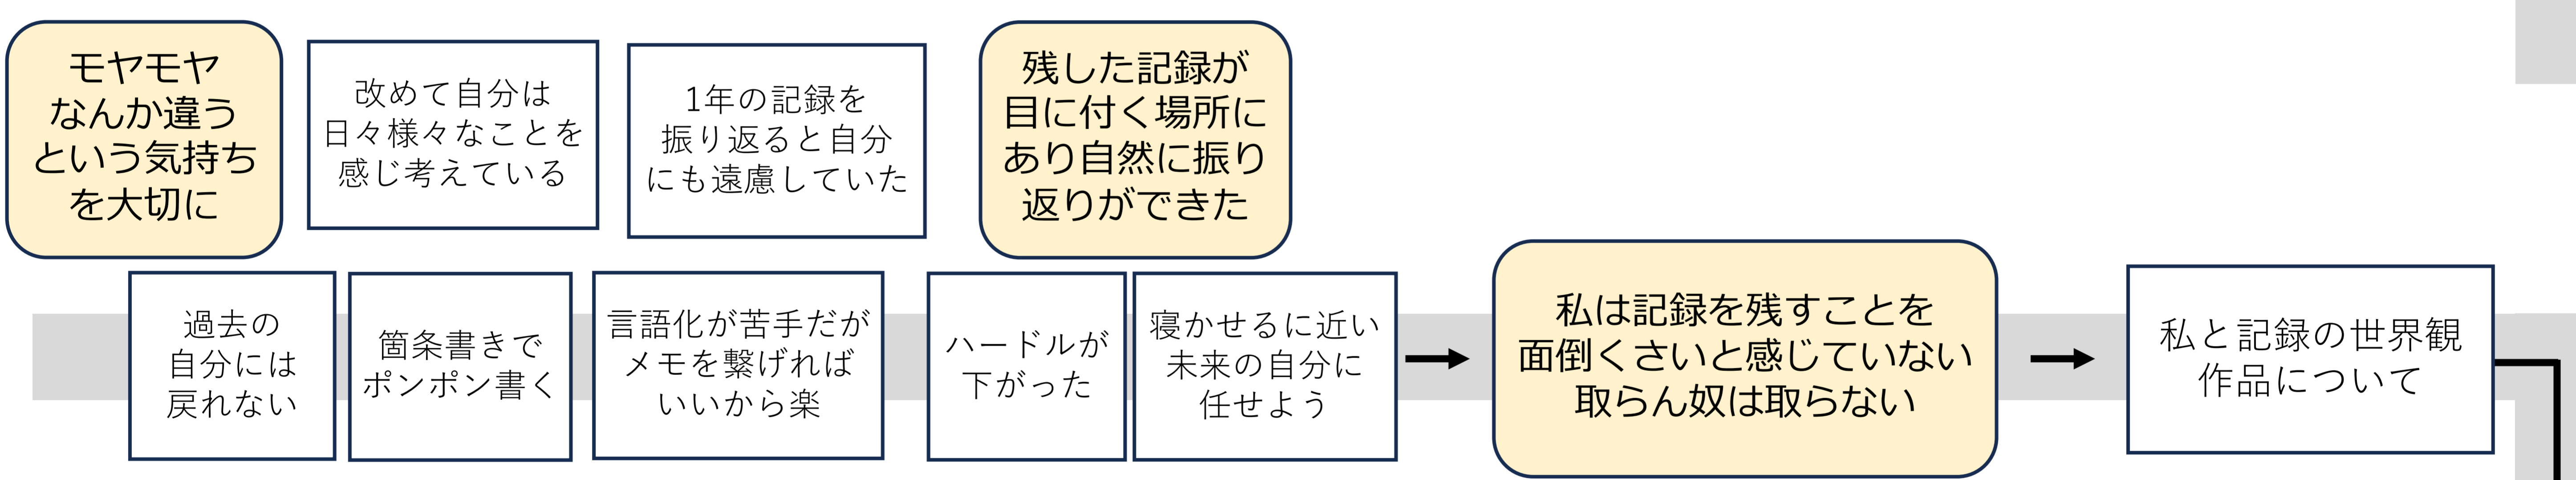 モヤモヤ
なんか違う
という気持ち
を大切に
改めて自分は
日々様々なことを
感じ考えている
1年の記録を
振り返ると自分
にも遠慮していた
残した記録が
目に付く場所に
あり自然に振り
返りができた
過去の
自分には
戻れない
箇条書きで
ポンポン書く
言語化が苦手だが
メモを繋げれば
いいから楽
ハードルが
下がった
寝かせるに近い
未来の自分に
任せよう
私は記録を残すことを
面倒くさいと感じていない
取らん奴は取らない
私と記録の世界観
作品について